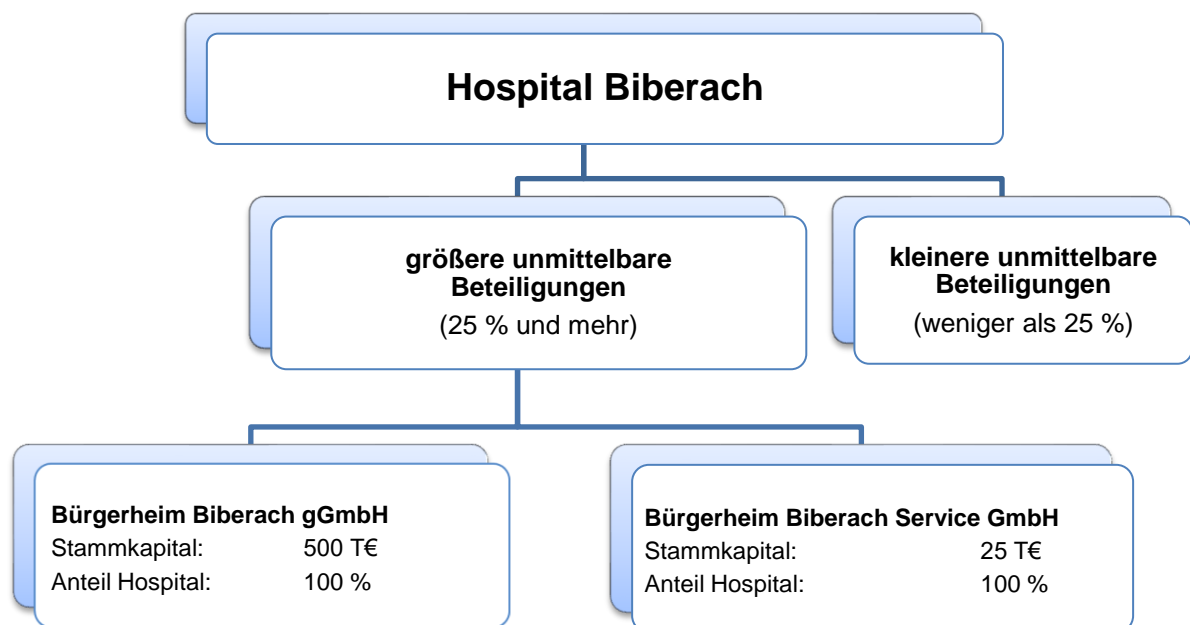 Hospital Biberach
größere unmittelbare
Beteiligungen
(25 % und mehr)
kleinere unmittelbare
Beteiligungen
(weniger als 25 %)
Bürgerheim Biberach gGmbH
Stammkapital: 500 T€
Anteil Hospital: 100 %
Bürgerheim Biberach Service GmbH
Stammkapital: 25 T€
Anteil Hospital: 100 %